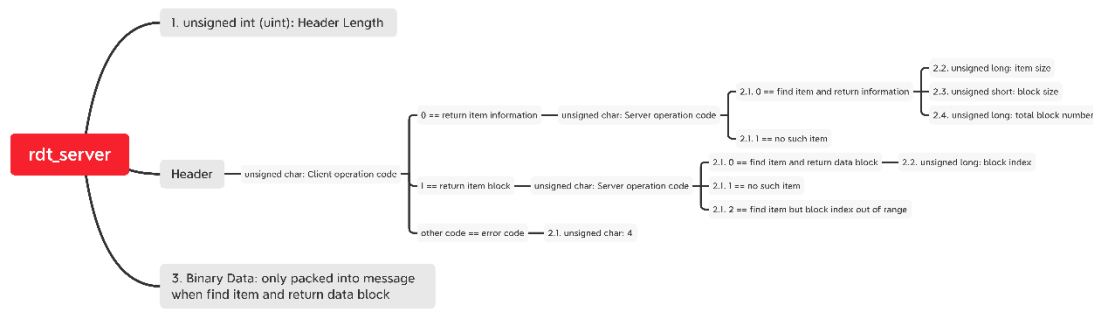 rdt_server
1. unsigned int (uint): Header Length
Header
unsigned char: Client operation code
0 == return item information
unsigned char: Server operation code
2.1. 0 == find item and return information
2.2. unsigned long: item size
2.3. unsigned short: block size
2.4. unsigned long: total block number
2.1. 1 == no such item
1 == return item block
unsigned char: Server operation code
2.1. 0 == find item and return data block
2.2. unsigned long: block index
2.1. 1 == no such item
2.1. 2 == find item but block index out of range
other code == error code
2.1. unsigned char: 4
3. Binary Data: only packed into message
when find item and return data block